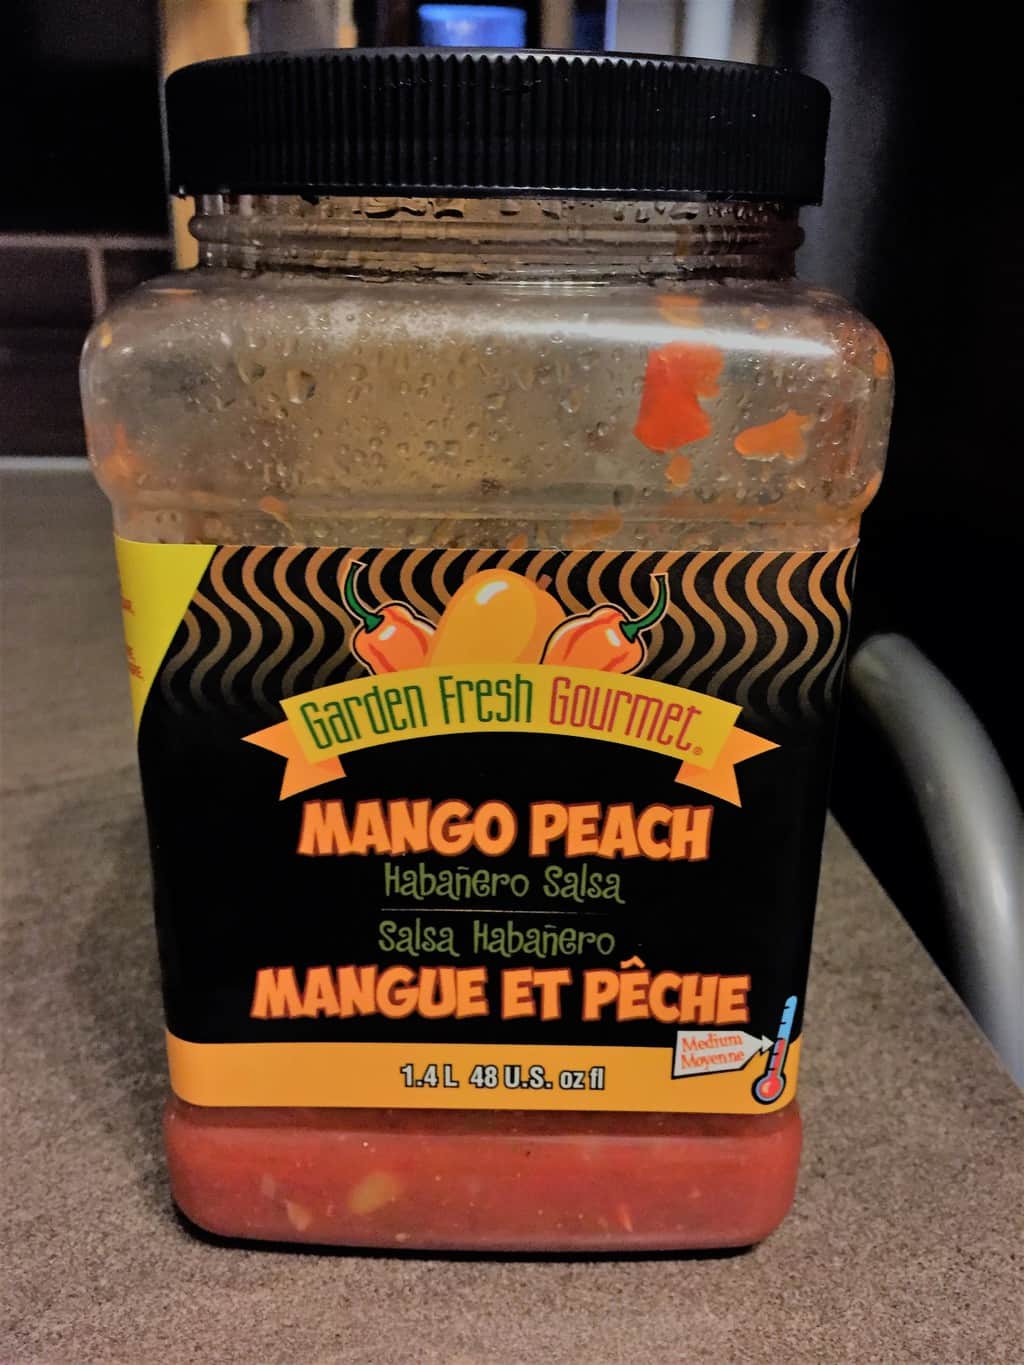 Garden Fresh Gourmet®
MANGO PEACH
Habañero Salsa
Salsa Habañero
MANGUE ET PÊCHE
Medium
Moyenne
1.4 L 48 U.S. oz fl